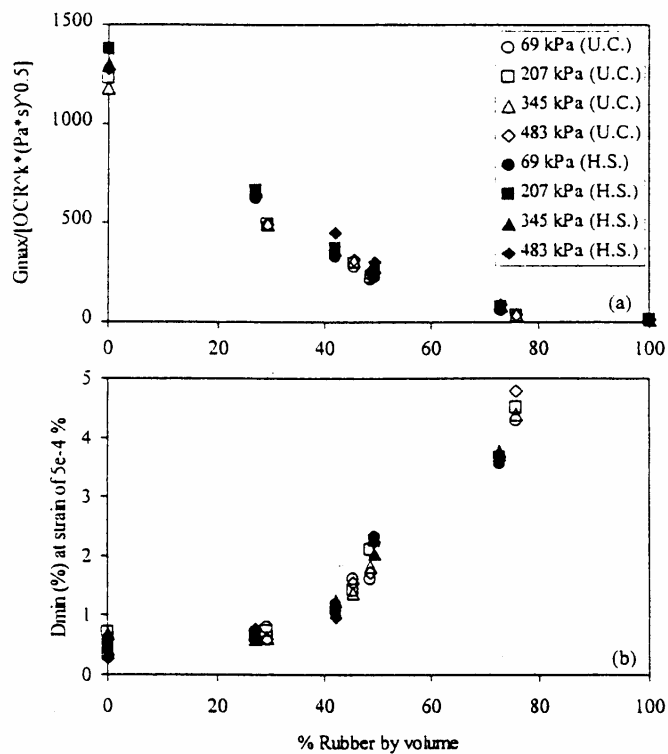 1500
1000
500
0
Gmax/[OCR^k*(Pa*s)^0.5]
69 kPa (U.C.)
207 kPa (U.C.)
345 kPa (U.C.)
483 kPa (U.C.)
69 kPa (H.S.)
207 kPa (H.S.)
345 kPa (H.S.)
483 kPa (H.S.)
(a)
0 20 40 60 80 100
5
4
3
2
1
0
Dmin (%) at strain of 5e-4 %
(b)
0 20 40 60 80 100
% Rubber by volume